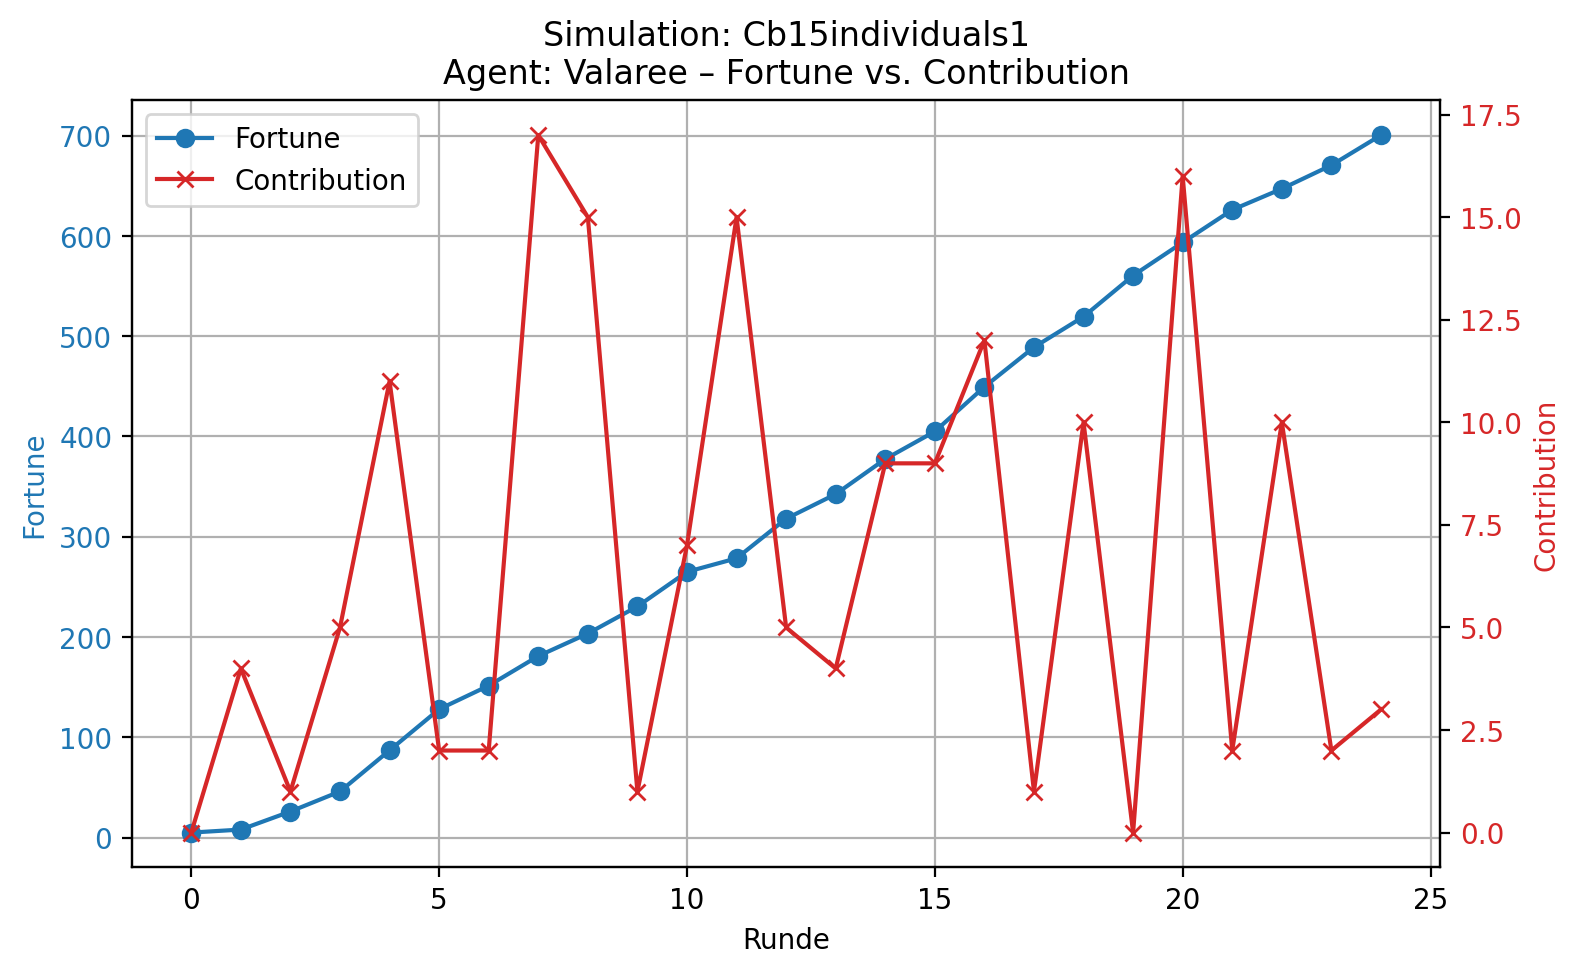 Simulation: Cb15individuals1
Agent: Valaree – Fortune vs. Contribution
Fortune
Contribution
700
600
500
400
300
200
100
0
Fortune
17.5
15.0
12.5
10.0
7.5
5.0
2.5
0.0
Contribution
0 5 10 15 20 25
Runde